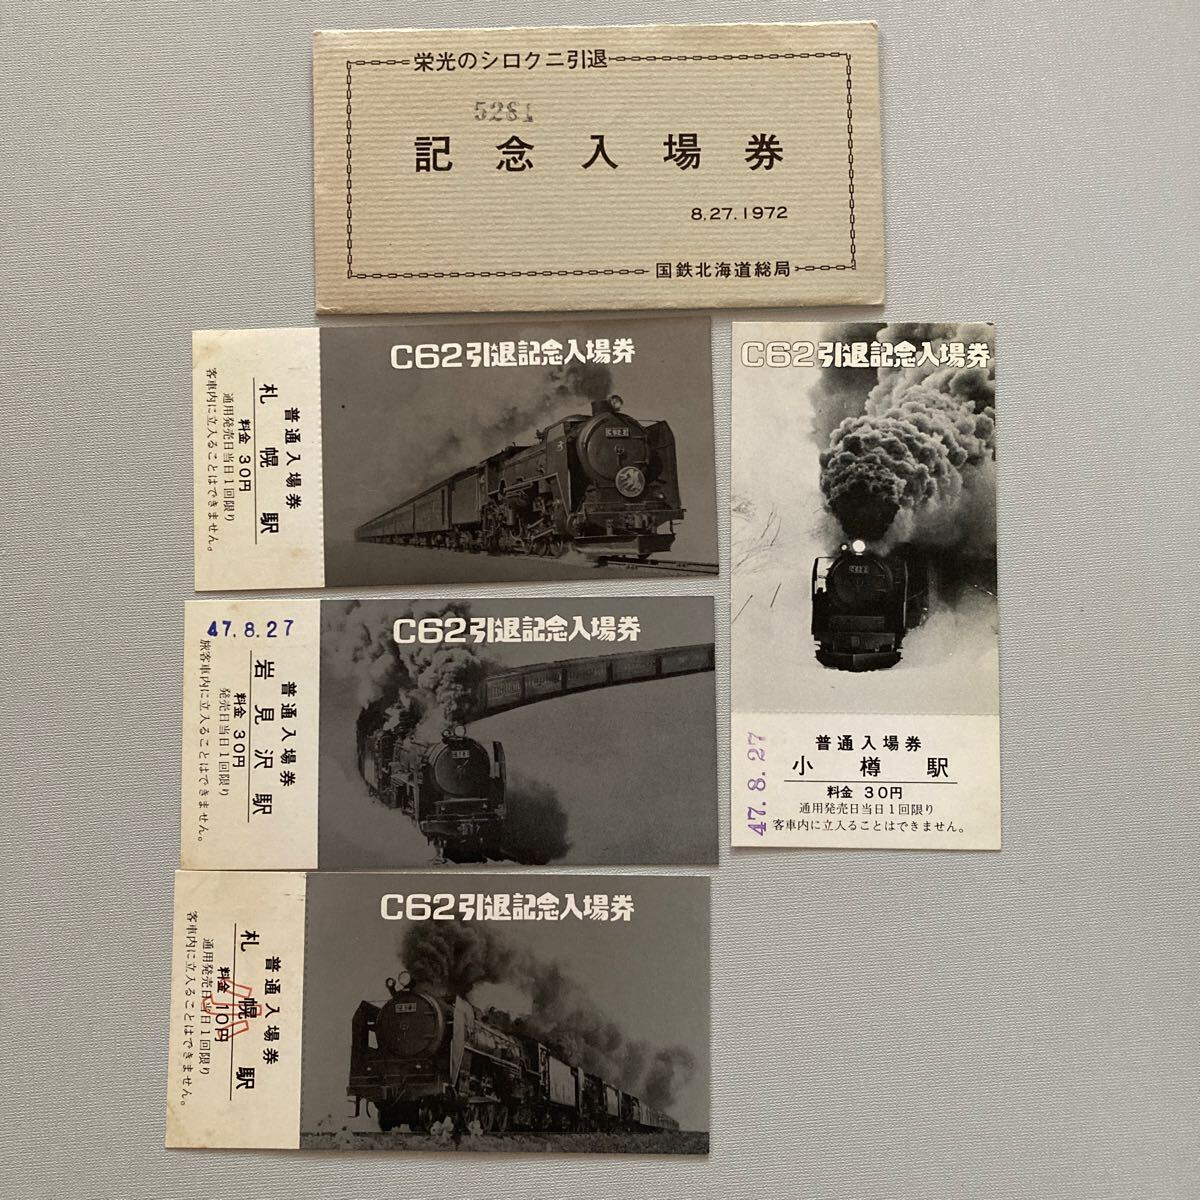 栄光のシロクニ引退
5281
記念入場券
8.27.1972
国鉄北海道総局
C62引退記念入場券
普通入場券
札幌駅
料金 30円
通用発売日当日1回限り
客車内に立入ることはできません。
C62引退記念入場券
47.8.27
普通入場券
岩見沢駅
料金 30円
発売日当日1回限り
旅客車内に立入ることはできません。
C62引退記念入場券
小
普通入場券
札幌駅
料金 10円
通用発売日当日1回限り
客車内に立入ることはできません。
C62引退記念入場券
普通入場券
小樽駅
料金 30円
通用発売日当日1回限り
客車内に立入ることはできません。
47.8.27